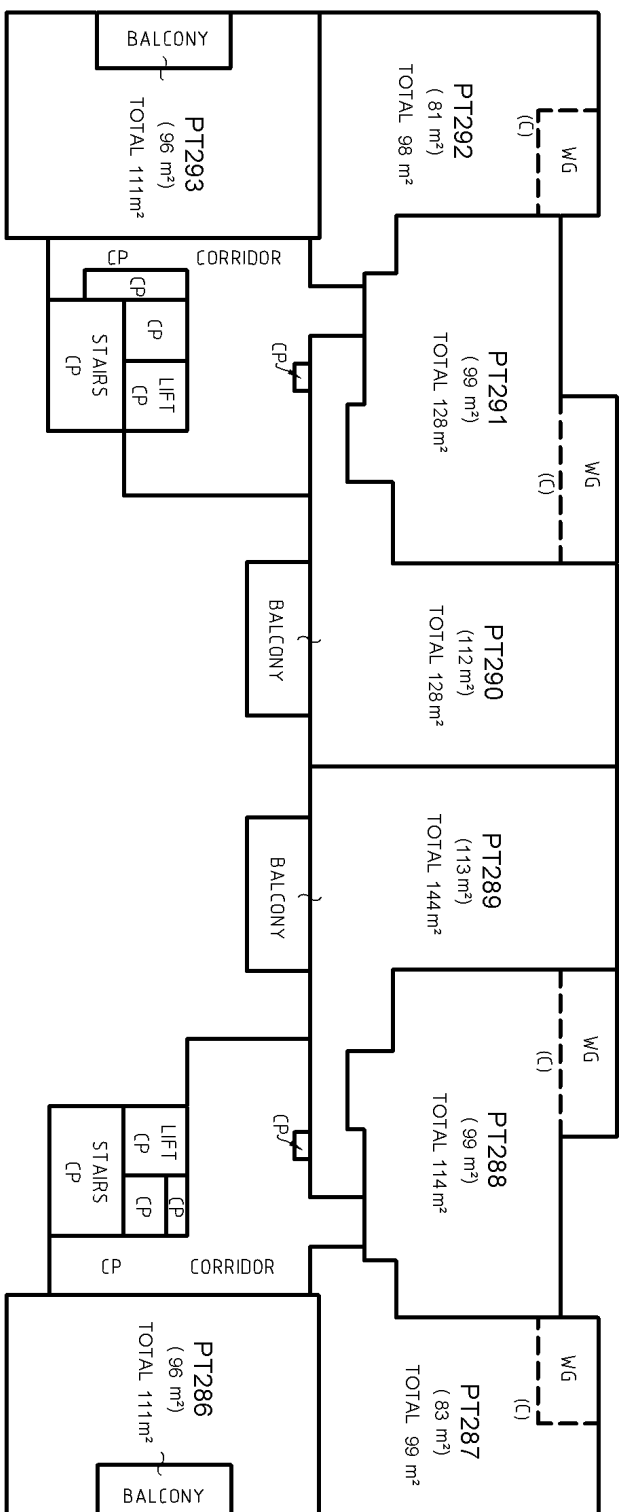 BALCONY
PT293
( 96 m²)
TOTAL 111m²
PT292
( 81 m²)
TOTAL 98 m²
WG
(C)
CP
CORRIDOR
CP
CP
LIFT
CP
STAIRS
CP
CP
PT291
( 99 m²)
TOTAL 128m²
WG
(C)
BALCONY
PT290
(112 m²)
TOTAL 128m²
BALCONY
PT289
(113 m²)
TOTAL 144m²
WG
(C)
PT288
( 99 m²)
TOTAL 114m²
CP
LIFT
CP
CP
CP
STAIRS
CP
CP
CORRIDOR
WG
(C)
PT287
( 83 m²)
TOTAL 99 m²
PT286
( 96 m²)
TOTAL 111m²
BALCONY